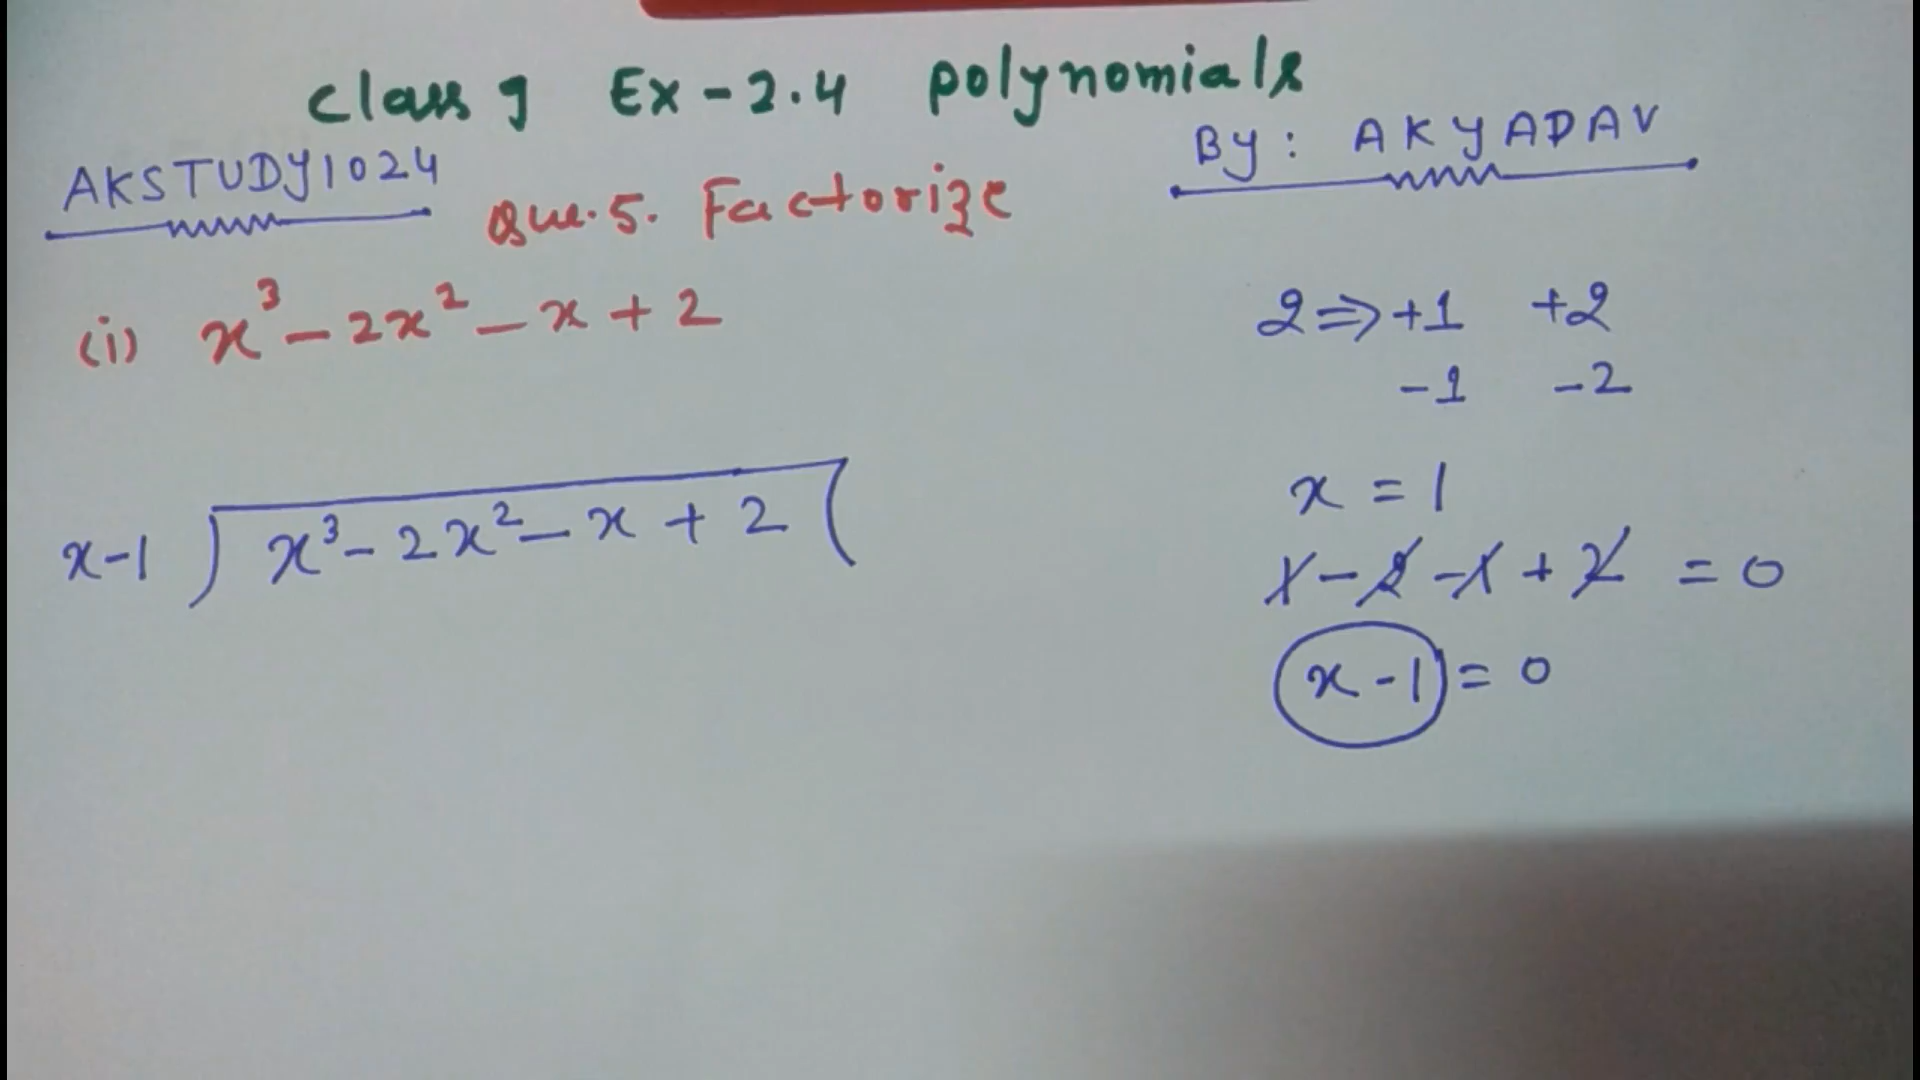 Class 9 Ex-2.4 polynomials
AKSTUDY1024
By: AKYADAV
Que.5. Factorize
(i) x³ - 2x² - x + 2
2 ⇒ +1 +2
-1 -2
x = 1
1 - 2 - 1 + 2 = 0
x - 1 = 0
x-1 ) x³ - 2x² - x + 2 (